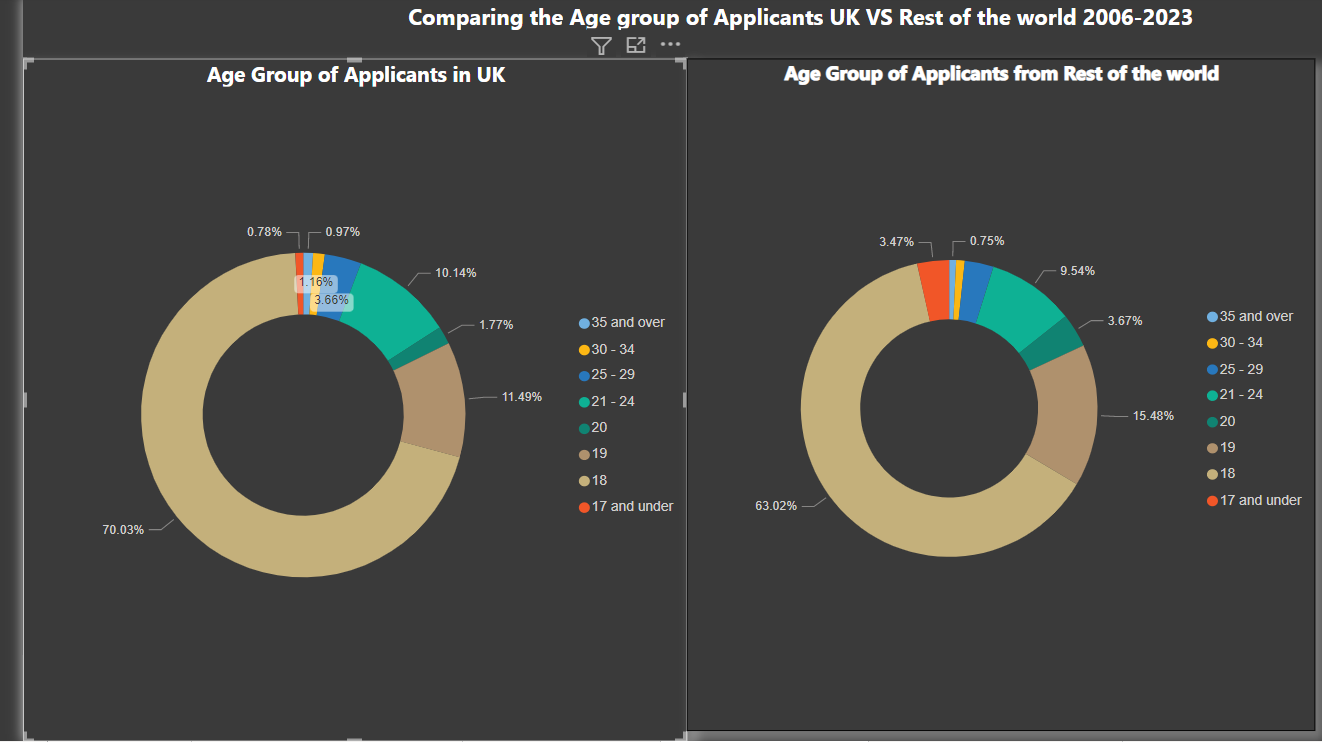 Comparing the Age group of Applicants UK VS Rest of the world 2006-2023
Age Group of Applicants in UK
0.78%
0.97%
1.16%
3.66%
10.14%
1.77%
11.49%
70.03%
35 and over
30 - 34
25 - 29
21 - 24
20
19
18
17 and under
Age Group of Applicants from Rest of the world
3.47%
0.75%
9.54%
3.67%
15.48%
63.02%
35 and over
30 - 34
25 - 29
21 - 24
20
19
18
17 and under